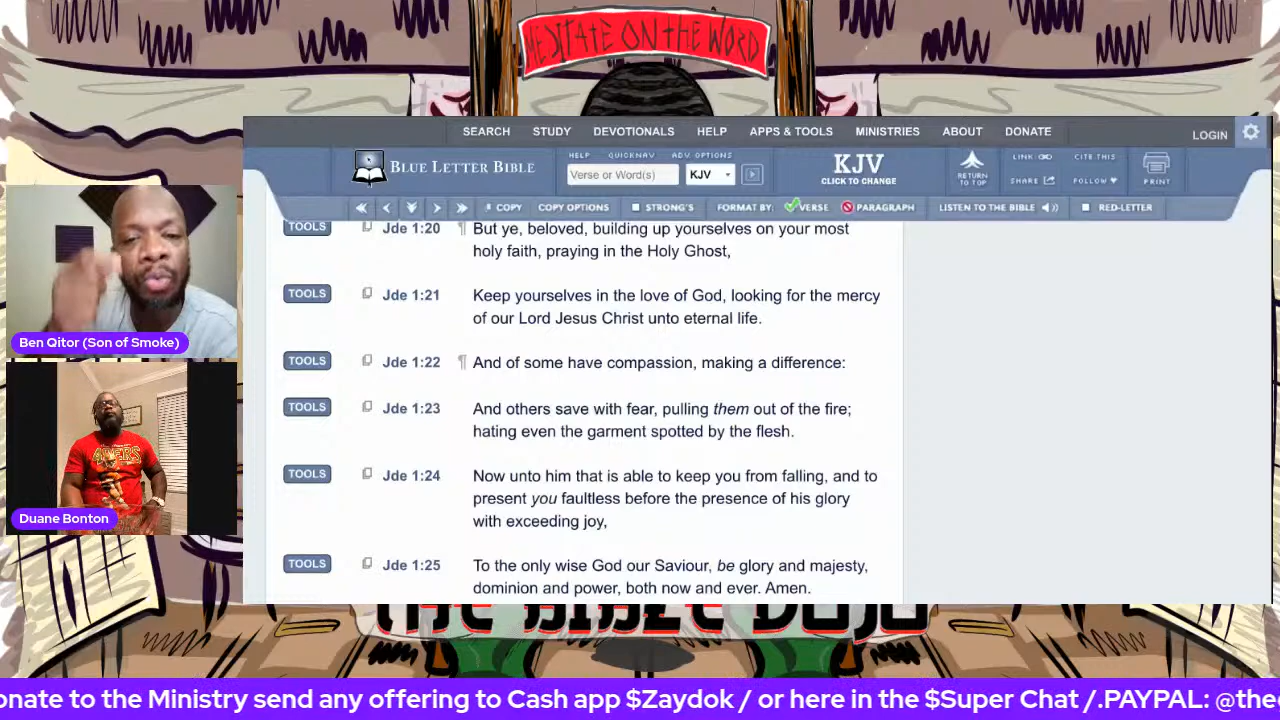 MEDITATE ON THE WORD
SEARCH STUDY DEVOTIONALS HELP APPS & TOOLS MINISTRIES ABOUT DONATE LOGIN
BLUE LETTER BIBLE
HELP QUICKNAV ADV OPTIONS
Verse or Word(s) KJV
KJV
CLICK TO CHANGE
RETURN TO TOP
LINK CITE THIS
SHARE FOLLOW
PRINT
COPY COPY OPTIONS STRONG'S FORMAT BY: VERSE PARAGRAPH LISTEN TO THE BIBLE RED-LETTER
TOOLS Jde 1:20 ¶ But ye, beloved, building up yourselves on your most
holy faith, praying in the Holy Ghost,
TOOLS Jde 1:21 Keep yourselves in the love of God, looking for the mercy
of our Lord Jesus Christ unto eternal life.
TOOLS Jde 1:22 ¶ And of some have compassion, making a difference:
TOOLS Jde 1:23 And others save with fear, pulling them out of the fire;
hating even the garment spotted by the flesh.
TOOLS Jde 1:24 Now unto him that is able to keep you from falling, and to
present you faultless before the presence of his glory
with exceeding joy,
TOOLS Jde 1:25 To the only wise God our Saviour, be glory and majesty,
dominion and power, both now and ever. Amen.
Ben Qitor (Son of Smoke)
49ERS
Duane Bonton
THE BIBLE DOJO
onate to the Ministry send any offering to Cash app $Zaydok / or here in the $Super Chat /.PAYPAL: @the